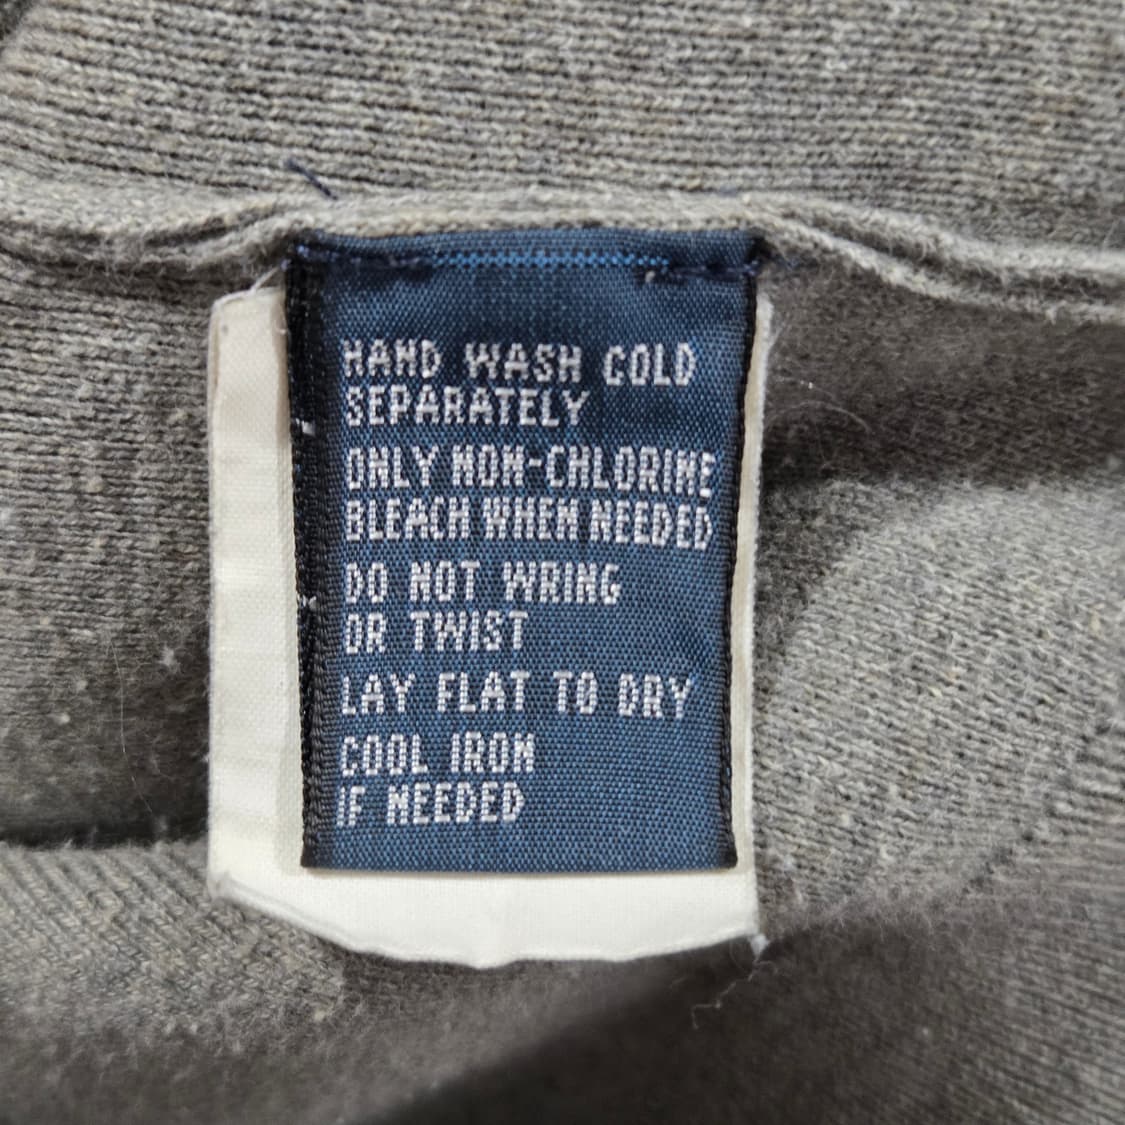 HAND WASH COLD
SEPARATELY
ONLY NON-CHLORINE
BLEACH WHEN NEEDED
DO NOT WRING
OR TWIST
LAY FLAT TO DRY
COOL IRON
IF NEEDED